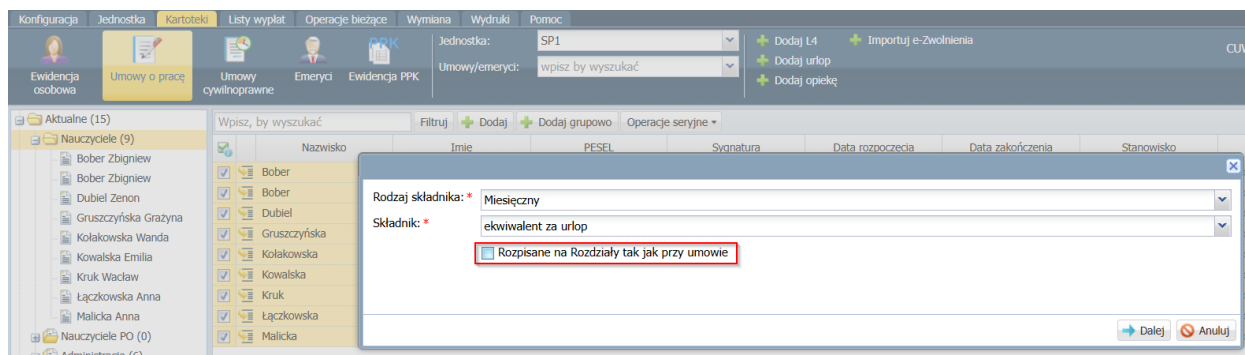 Konfiguracja Jednostka Kartoteki Listy wypłat Operacje bieżące Wymiana Wydruki Pomoc
Ewidencja osobowa
Umowy o pracę
Umowy cywilnoprawne
Emeryci
PPK
Ewidencja PPK
Jednostka: SP1
Umowy/emeryci: wpisz by wyszukać
Dodaj L4 Importuj e-Zwolnienia
Dodaj urlop
Dodaj opiekę
Aktualne (15)
Nauczyciele (9)
Bober Zbigniew
Bober Zbigniew
Dubiel Zenon
Gruszczyńska Grażyna
Kołakowska Wanda
Kowalska Emilia
Kruk Wacław
Łączkowska Anna
Malicka Anna
Nauczyciele PO (0)
Administracja (6)
Wpisz, by wyszukać Filtruj Dodaj Dodaj grupowo Operacje seryjne
Nazwisko Imię PESEL Sygnatura Data rozpoczęcia Data zakończenia Stanowisko
Bober
Bober
Dubiel
Gruszczyńska
Kołakowska
Kowalska
Kruk
Łączkowska
Malicka
Rodzaj składnika: * Miesięczny
Składnik: * ekwiwalent za urlop
Rozpisane na Rozdziały tak jak przy umowie
Dalej Anuluj